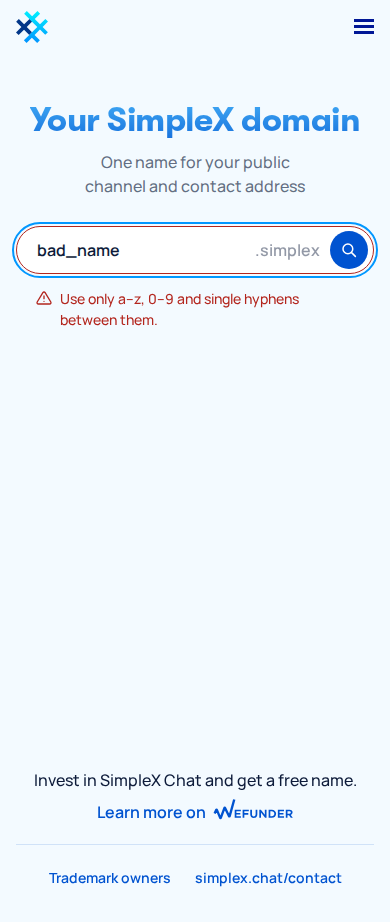 Your SimpleX domain
One name for your public
channel and contact address
bad_name .simplex
Use only a–z, 0–9 and single hyphens
between them.
Invest in SimpleX Chat and get a free name.
Learn more on WEFUNDER
Trademark owners simplex.chat/contact